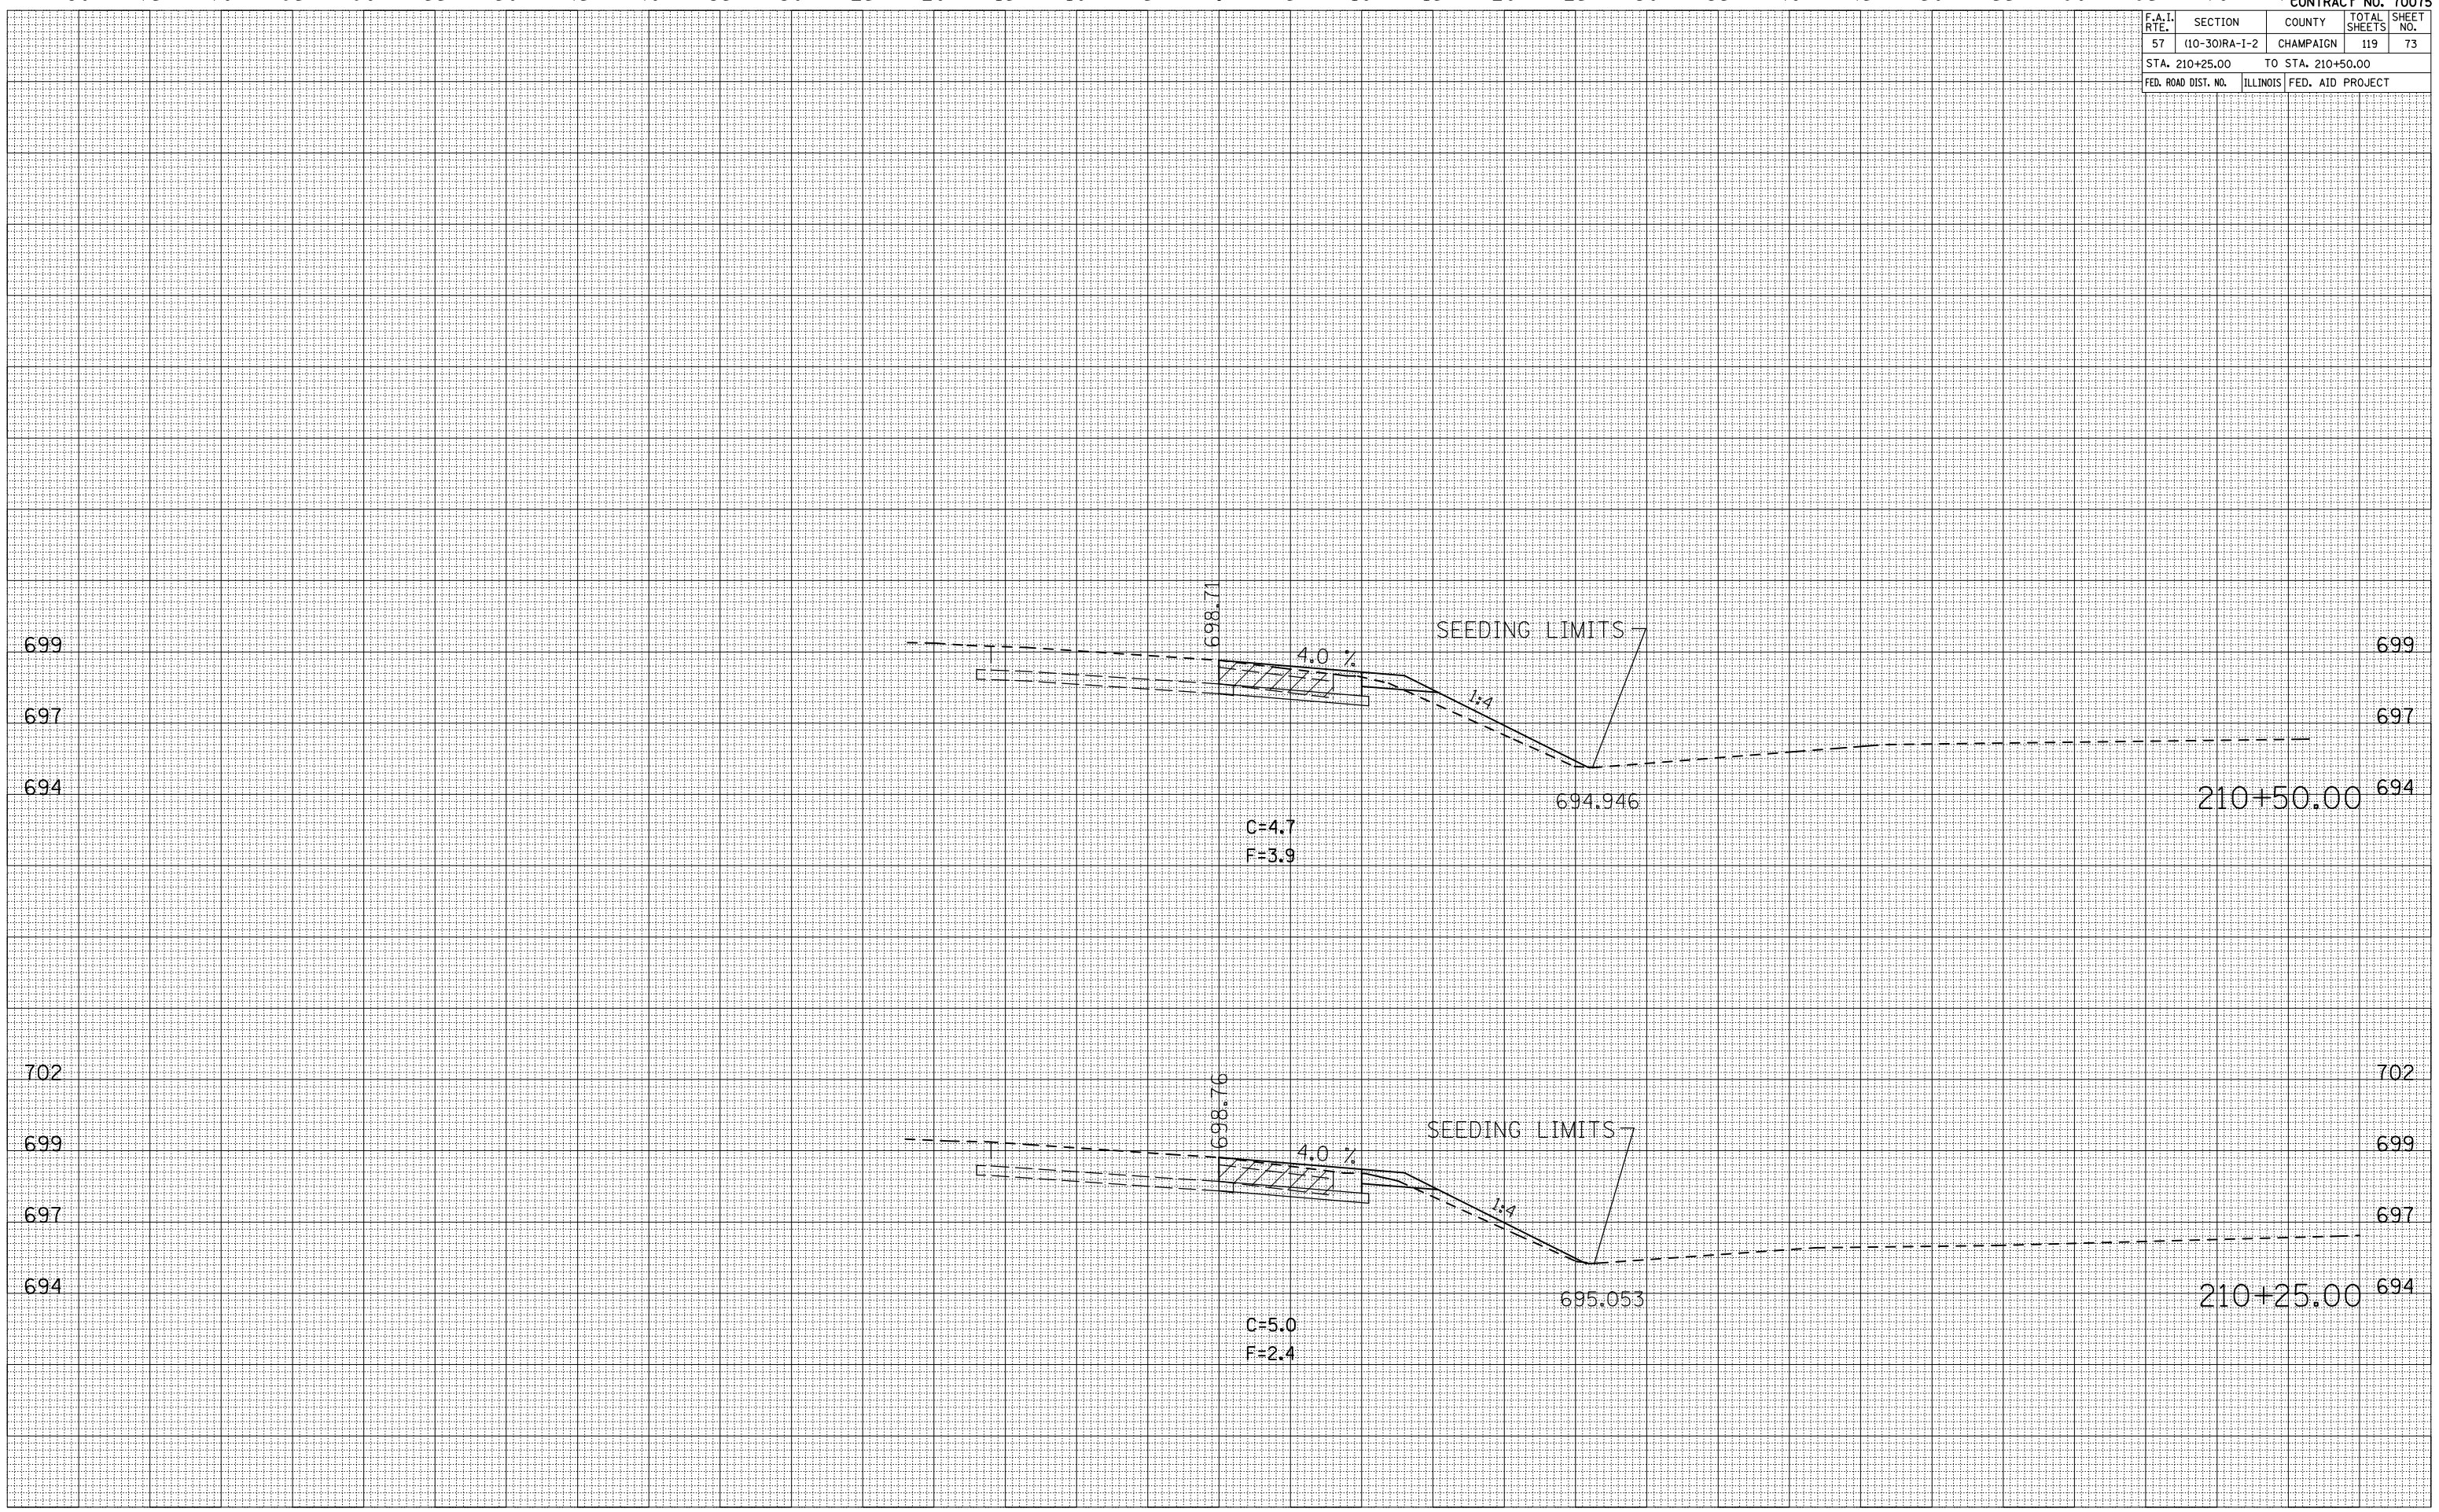 CONTRACT NO. 70075
F.A.I. RTE. SECTION COUNTY TOTAL SHEETS SHEET NO.
57 (10-30)RA-I-2 CHAMPAIGN 119 73
STA. 210+25.00 TO STA. 210+50.00
FED. ROAD DIST. NO. ILLINOIS FED. AID PROJECT
698.71
SEEDING LIMITS
699 4.0 % 699
1:4
697 697
694 694.946 210+50.00 694
C=4.7
F=3.9
702 702
698.76
SEEDING LIMITS
699 4.0 % 699
1:4
697 697
694 695.053 210+25.00 694
C=5.0
F=2.4